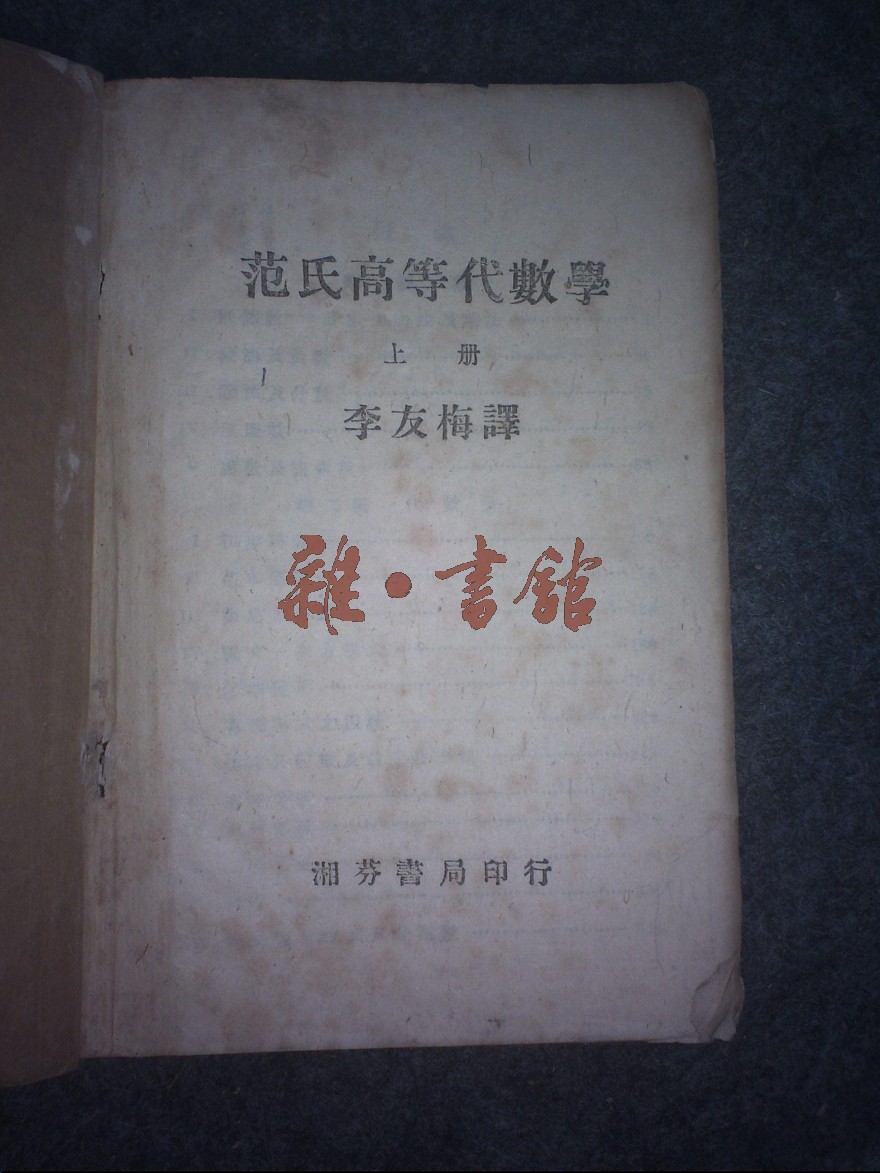 范氏高等代數學
上册
李友梅譯
雜·書館
湘芬書局印行